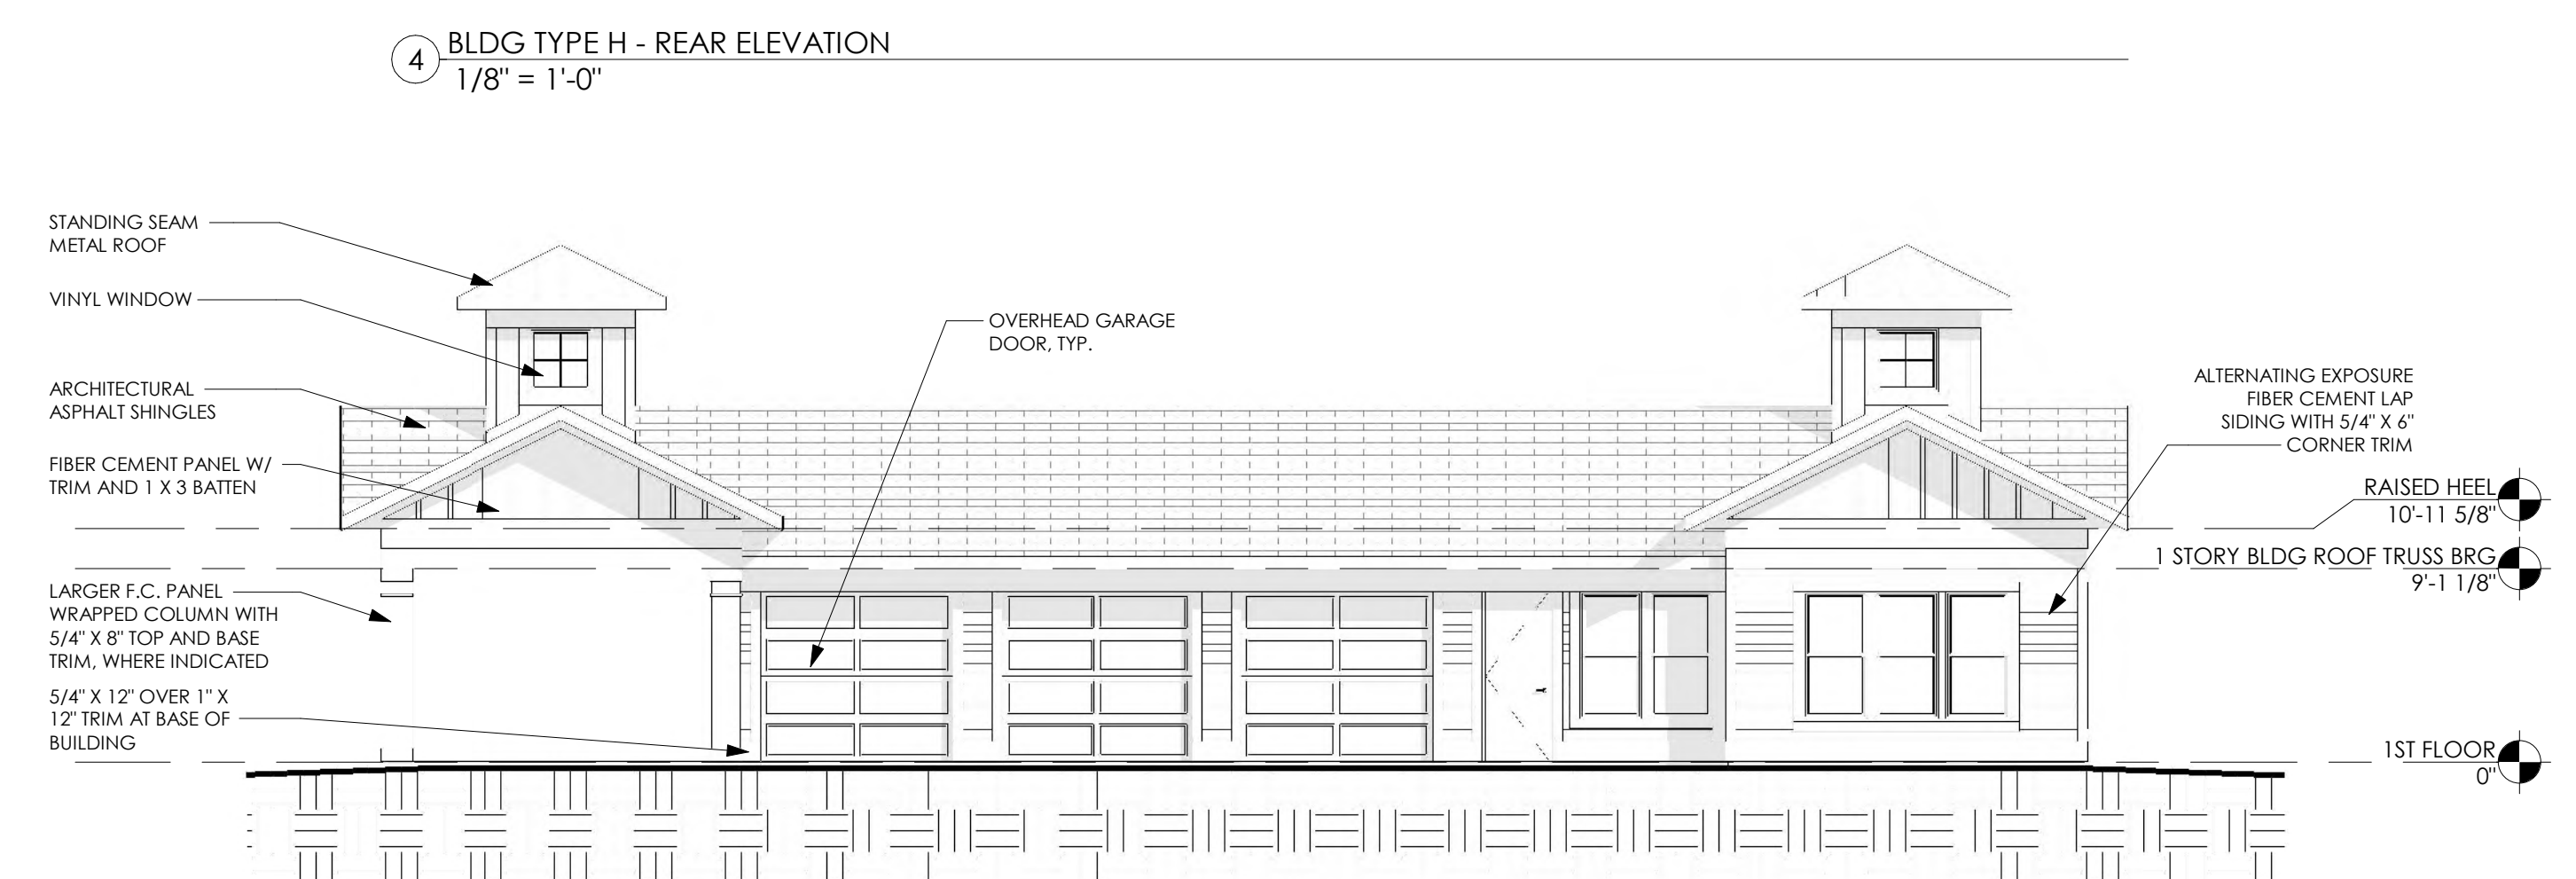 4
BLDG TYPE H - REAR ELEVATION
1/8" = 1'-0"
STANDING SEAM
METAL ROOF
VINYL WINDOW
ARCHITECTURAL
ASPHALT SHINGLES
FIBER CEMENT PANEL W/
TRIM AND 1 X 3 BATTEN
LARGER F.C. PANEL
WRAPPED COLUMN WITH
5/4" X 8" TOP AND BASE
TRIM, WHERE INDICATED
5/4" X 12" OVER 1" X
12" TRIM AT BASE OF
BUILDING
OVERHEAD GARAGE
DOOR, TYP.
ALTERNATING EXPOSURE
FIBER CEMENT LAP
SIDING WITH 5/4" X 6"
CORNER TRIM
RAISED HEEL
10'-11 5/8"
1 STORY BLDG ROOF TRUSS BRG
9'-1 1/8"
1ST FLOOR
0"